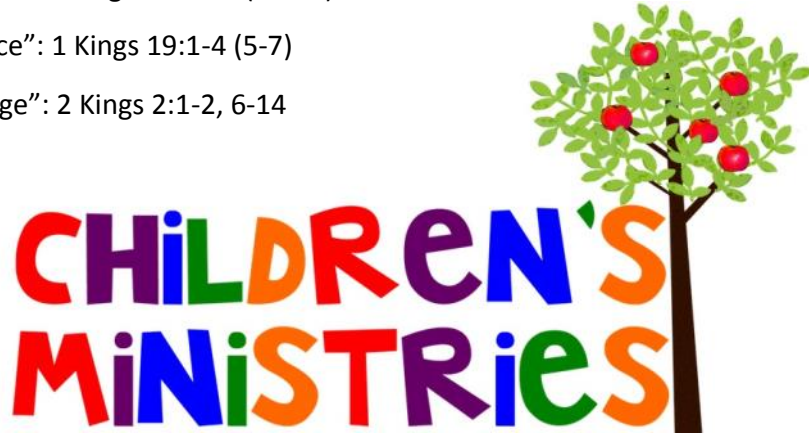 ce”: 1 Kings 19:1-4 (5-7)
ge”: 2 Kings 2:1-2, 6-14
CHiLDReN'S
MiNiSTRieS